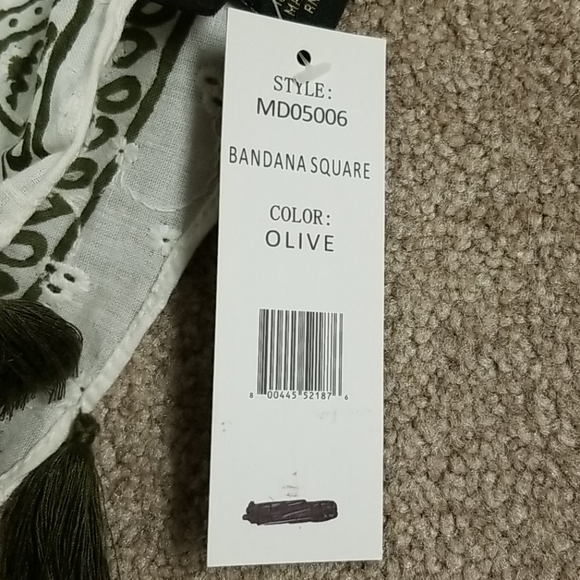 STYLE:
MD05006
BANDANA SQUARE
COLOR:
OLIVE
8 00445 52187 6